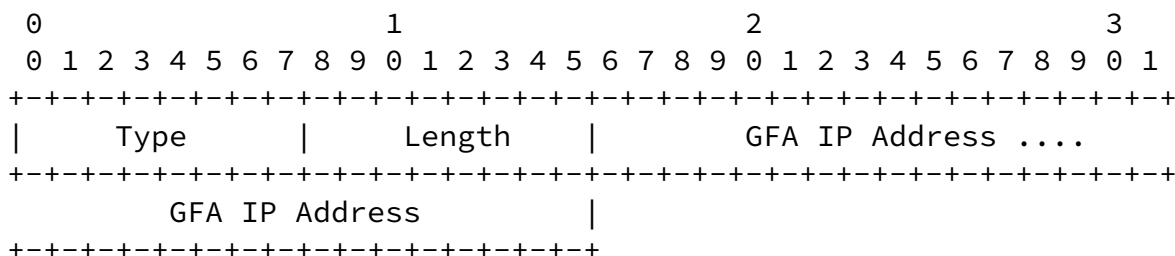 0                   1                   2                   3
 0 1 2 3 4 5 6 7 8 9 0 1 2 3 4 5 6 7 8 9 0 1 2 3 4 5 6 7 8 9 0 1
+-+-+-+-+-+-+-+-+-+-+-+-+-+-+-+-+-+-+-+-+-+-+-+-+-+-+-+-+-+-+-+-+
|     Type      |     Length    |        GFA IP Address ....
+-+-+-+-+-+-+-+-+-+-+-+-+-+-+-+-+-+-+-+-+-+-+-+-+-+-+-+-+-+-+-+-+
         GFA IP Address         |
+-+-+-+-+-+-+-+-+-+-+-+-+-+-+-+-+